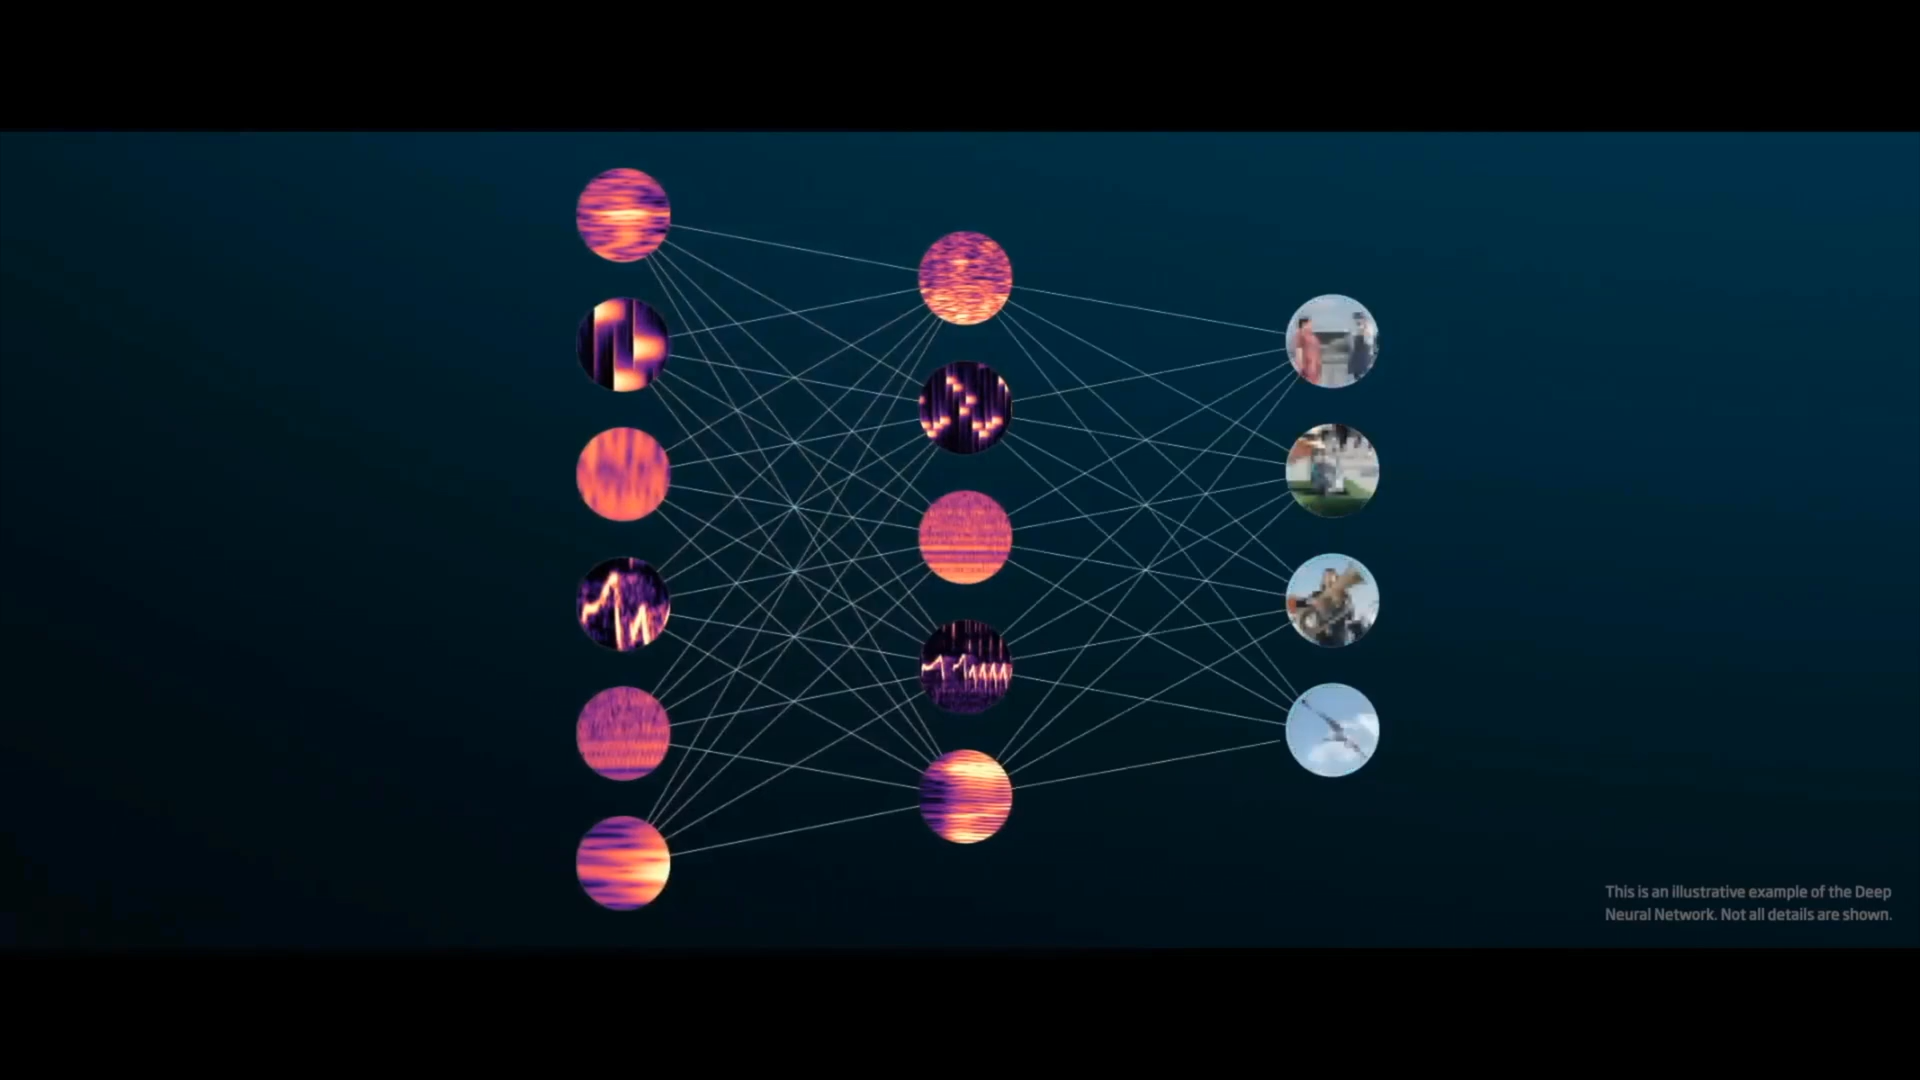 This is an illustrative example of the Deep
Neural Network. Not all details are shown.